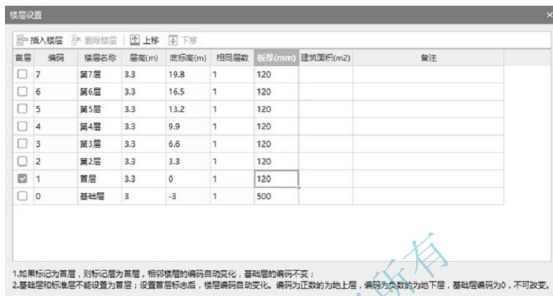 楼层设置
插入楼层 删除楼层 上移 下移
首层 编码 楼层名称 层高(m) 底标高(m) 相同层数 板厚(mm) 建筑面积(m2) 备注
7 第7层 3.3 19.8 1 120
6 第6层 3.3 16.5 1 120
5 第5层 3.3 13.2 1 120
4 第4层 3.3 9.9 1 120
3 第3层 3.3 6.6 1 120
2 第2层 3.3 3.3 1 120
1 首层 3.3 0 1 120
0 基础层 3 -3 1 500
1.如果标记为首层，则标记层为首层，相邻楼层的编码自动变化，基础层的编码不变；
2.基础层和标准层不能设置为首层；设置首层标志后，楼层编码自动变化。编码为正数的为地上层，编码为负数的为地下层，基础层编码为0，不可改变。
所有